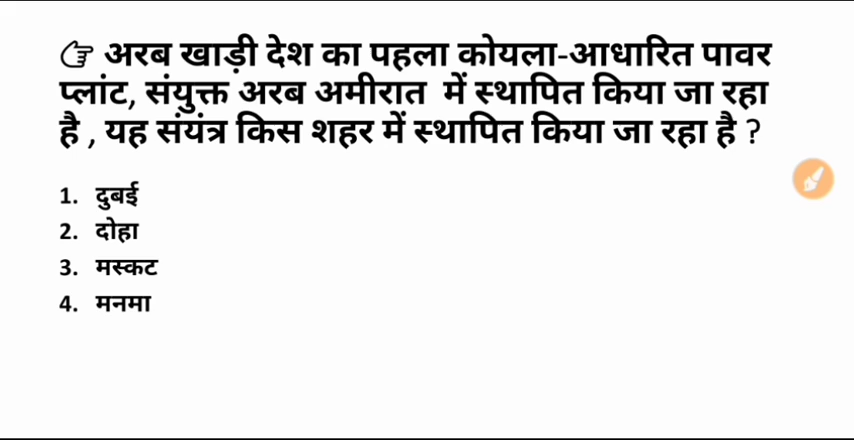 👉 अरब खाड़ी देश का पहला कोयला-आधारित पावर
प्लांट, संयुक्त अरब अमीरात में स्थापित किया जा रहा
है , यह संयंत्र किस शहर में स्थापित किया जा रहा है ?
1. दुबई
2. दोहा
3. मस्कट
4. मनमा